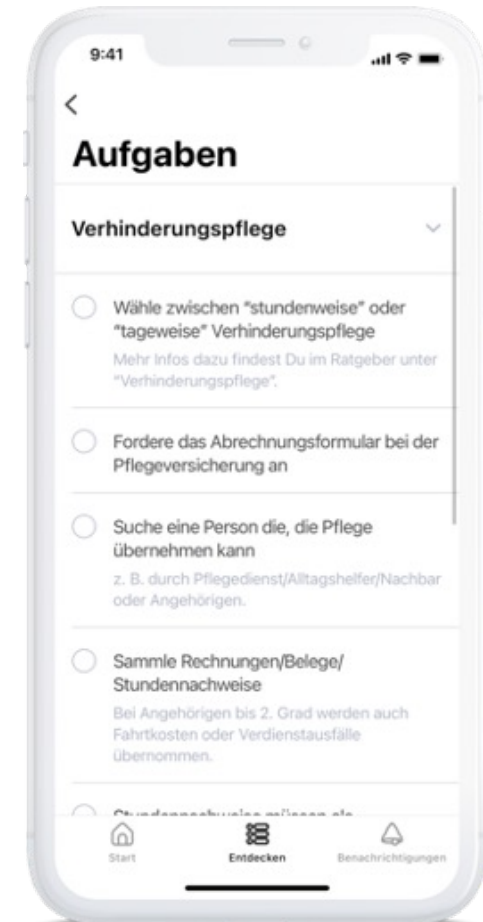 9:41
Aufgaben
Verhinderungspflege
Wähle zwischen "stundenweise" oder
"tageweise" Verhinderungspflege
Mehr Infos dazu findest Du im Ratgeber unter
"Verhinderungspflege".
Fordere das Abrechnungsformular bei der
Pflegeversicherung an
Suche eine Person die, die Pflege
übernehmen kann
z. B. durch Pflegedienst/Alltagshelfer/Nachbar
oder Angehörigen.
Sammle Rechnungen/Belege/
Stundennachweise
Bei Angehörigen bis 2. Grad werden auch
Fahrtkosten oder Verdienstausfälle
übernommen.
Stundennachweise müssen als
Start
Entdecken
Benachrichtigungen